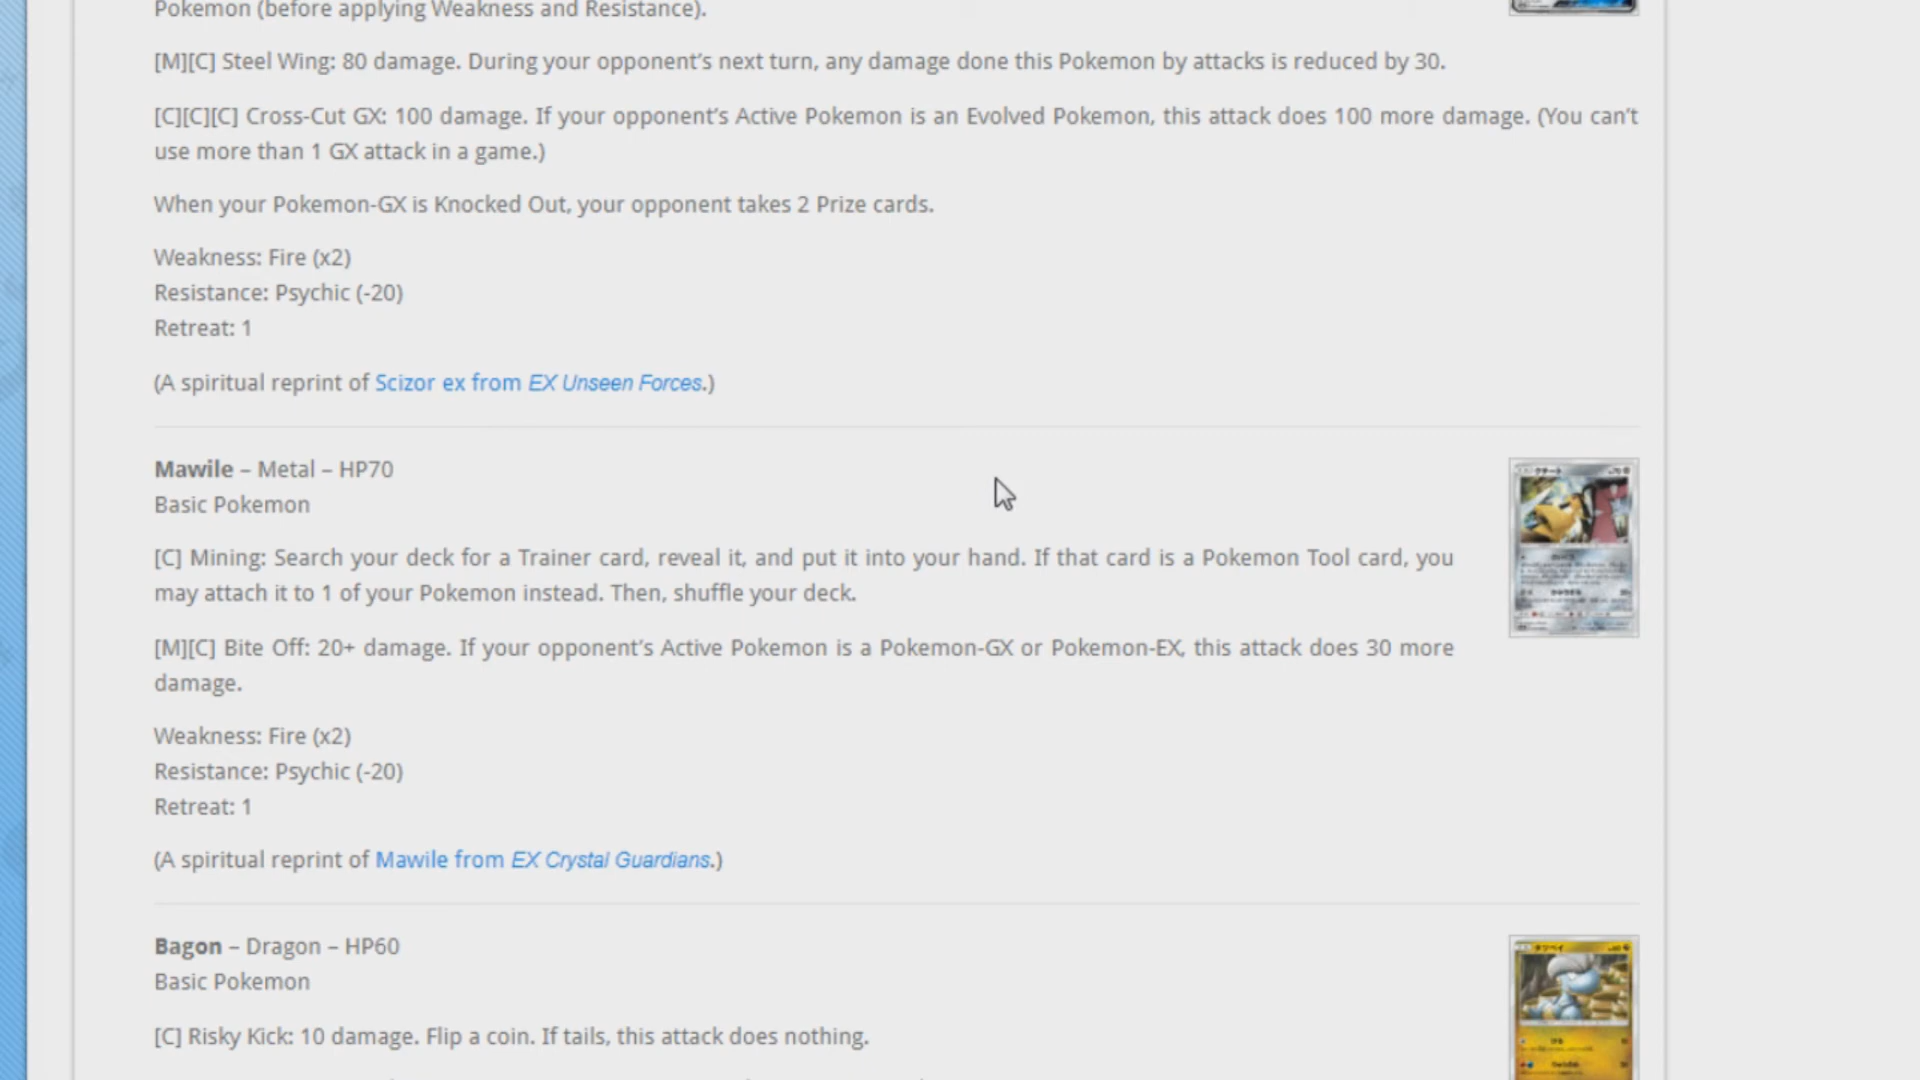 Pokemon (before applying Weakness and Resistance).
[M][C] Steel Wing: 80 damage. During your opponent’s next turn, any damage done this Pokemon by attacks is reduced by 30.
[C][C][C] Cross-Cut GX: 100 damage. If your opponent’s Active Pokemon is an Evolved Pokemon, this attack does 100 more damage. (You can’t
use more than 1 GX attack in a game.)
When your Pokemon-GX is Knocked Out, your opponent takes 2 Prize cards.
Weakness: Fire (x2)
Resistance: Psychic (-20)
Retreat: 1
(A spiritual reprint of Scizor ex from EX Unseen Forces.)
Mawile – Metal – HP70
Basic Pokemon
[C] Mining: Search your deck for a Trainer card, reveal it, and put it into your hand. If that card is a Pokemon Tool card, you
may attach it to 1 of your Pokemon instead. Then, shuffle your deck.
[M][C] Bite Off: 20+ damage. If your opponent’s Active Pokemon is a Pokemon-GX or Pokemon-EX, this attack does 30 more
damage.
Weakness: Fire (x2)
Resistance: Psychic (-20)
Retreat: 1
(A spiritual reprint of Mawile from EX Crystal Guardians.)
Bagon – Dragon – HP60
Basic Pokemon
[C] Risky Kick: 10 damage. Flip a coin. If tails, this attack does nothing.
クチート
タツベイ